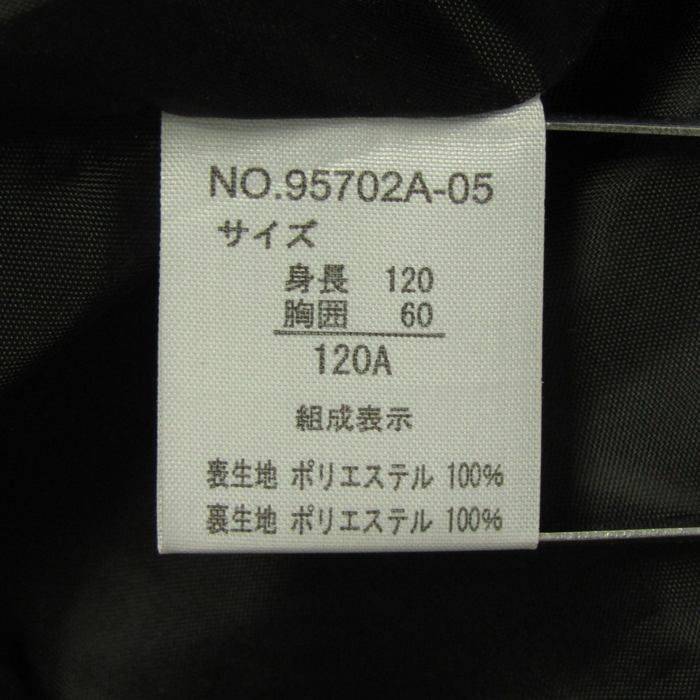 NO.95702A-05
サイズ
身長 120
胸囲 60
120A
組成表示
表生地 ポリエステル 100%
裏生地 ポリエステル 100%